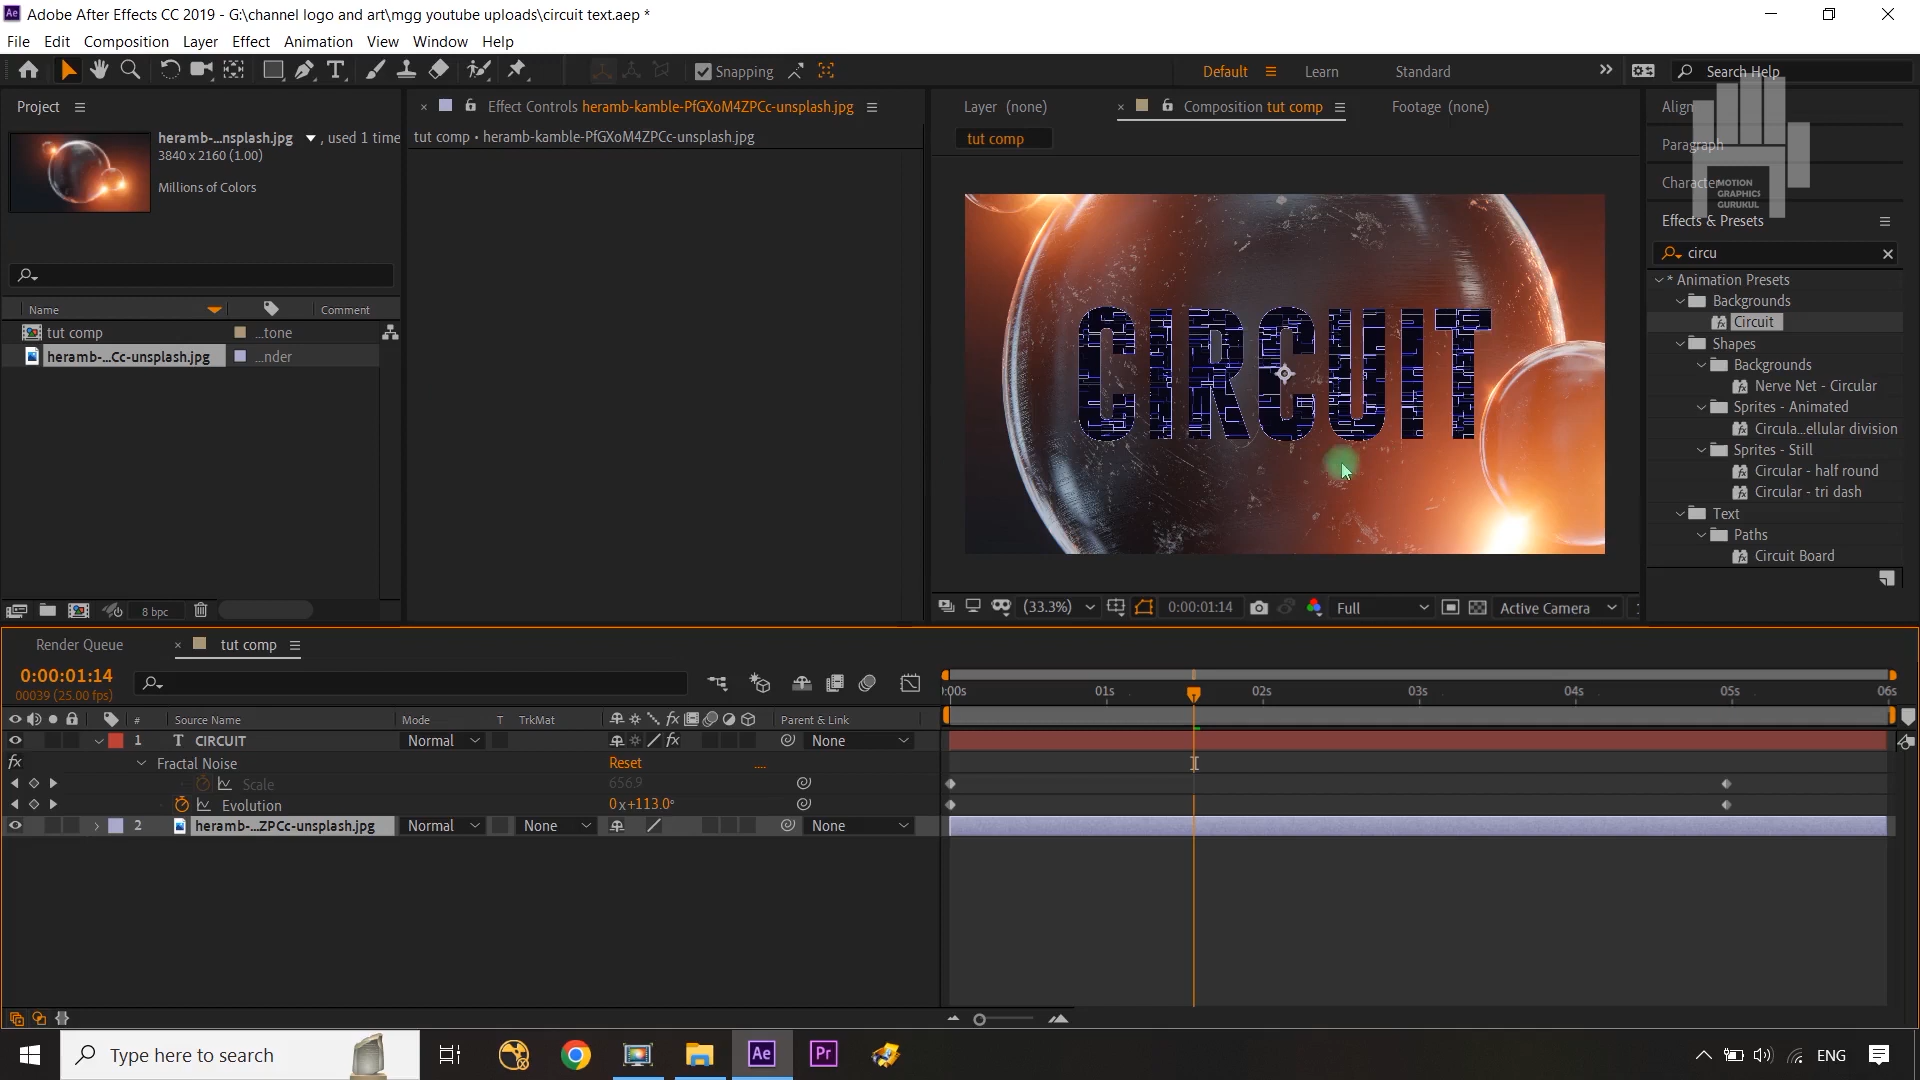 Adobe After Effects CC 2019 - G:\channel logo and art\mgg youtube uploads\circuit text.aep *
File Edit Composition Layer Effect Animation View Window Help
Snapping Default Learn Standard Search Help
Project
Effect Controls heramb-kamble-PfGXoM4ZPCc-unsplash.jpg
Layer (none) Composition tut comp Footage (none)
tut comp • heramb-kamble-PfGXoM4ZPCc-unsplash.jpg
tut comp
heramb-...nsplash.jpg , used 1 time
3840 x 2160 (1.00)
Millions of Colors
Name Comment
tut comp ...tone
heramb-...Cc-unsplash.jpg ...nder
8 bpc
CIRCUIT
(33.3%) 0:00:01:14 Full Active Camera
Align
Paragraph
Character
MOTION
GRAPHICS
GURUKUL
Effects & Presets
circu
* Animation Presets
Backgrounds
Circuit
Shapes
Backgrounds
Nerve Net - Circular
Sprites - Animated
Circula...ellular division
Sprites - Still
Circular - half round
Circular - tri dash
Text
Paths
Circuit Board
Render Queue tut comp
0:00:01:14
00039 (25.00 fps)
:00s 01s 02s 03s 04s 05s 06s
# Source Name Mode T TrkMat Parent & Link
1 T CIRCUIT Normal None
fx Fractal Noise Reset ....
Scale 656.9
Evolution 0x+113.0°
2 heramb-...ZPCc-unsplash.jpg Normal None None
Type here to search Ae Pr ENG